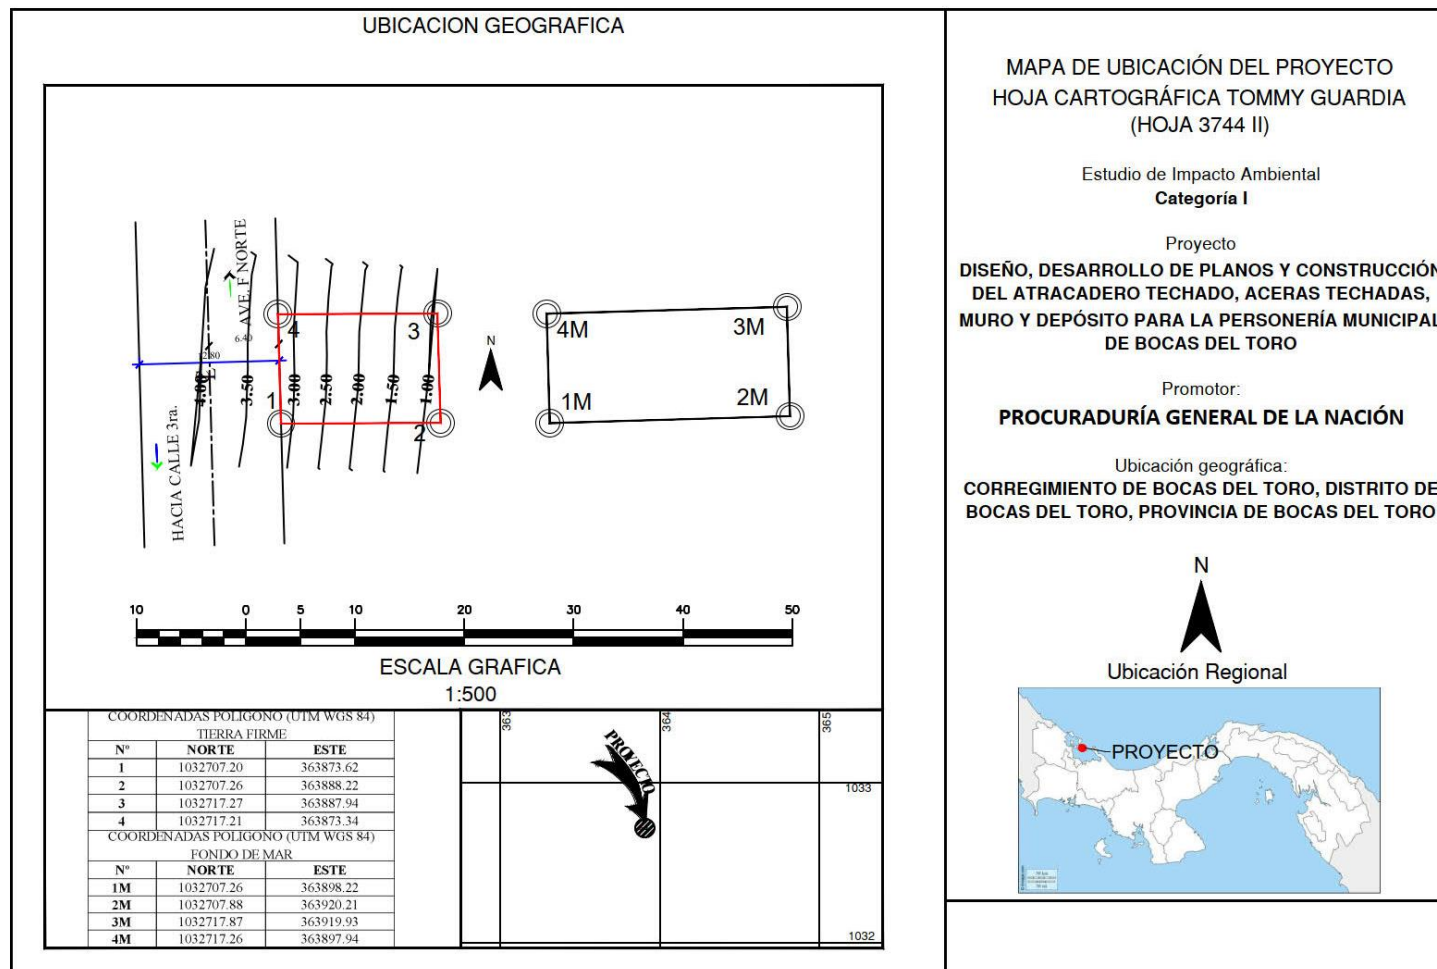 UBICACION GEOGRAFICA
AVE. F NORTE
HACIA CALLE 3ra.
6.40
12.80
4.00
3.50
3.00
2.50
2.00
1.50
1.00
4
3
1
2
N
4M
3M
1M
2M
10 0 5 10 20 30 40 50
ESCALA GRAFICA
1:500
COORDENADAS POLIGONO (UTM WGS 84)
TIERRA FIRME
N° NORTE ESTE
1 1032707.20 363873.62
2 1032707.26 363888.22
3 1032717.27 363887.94
4 1032717.21 363873.34
COORDENADAS POLIGONO (UTM WGS 84)
FONDO DE MAR
N° NORTE ESTE
1M 1032707.26 363898.22
2M 1032707.88 363920.21
3M 1032717.87 363919.93
4M 1032717.26 363897.94
363
364
365
PROYECTO
1033
1032
MAPA DE UBICACIÓN DEL PROYECTO
HOJA CARTOGRÁFICA TOMMY GUARDIA
(HOJA 3744 II)
Estudio de Impacto Ambiental
Categoría I
Proyecto
DISEÑO, DESARROLLO DE PLANOS Y CONSTRUCCIÓN
DEL ATRACADERO TECHADO, ACERAS TECHADAS,
MURO Y DEPÓSITO PARA LA PERSONERÍA MUNICIPAL
DE BOCAS DEL TORO
Promotor:
PROCURADURÍA GENERAL DE LA NACIÓN
Ubicación geográfica:
CORREGIMIENTO DE BOCAS DEL TORO, DISTRITO DE
BOCAS DEL TORO, PROVINCIA DE BOCAS DEL TORO
N
Ubicación Regional
PROYECTO